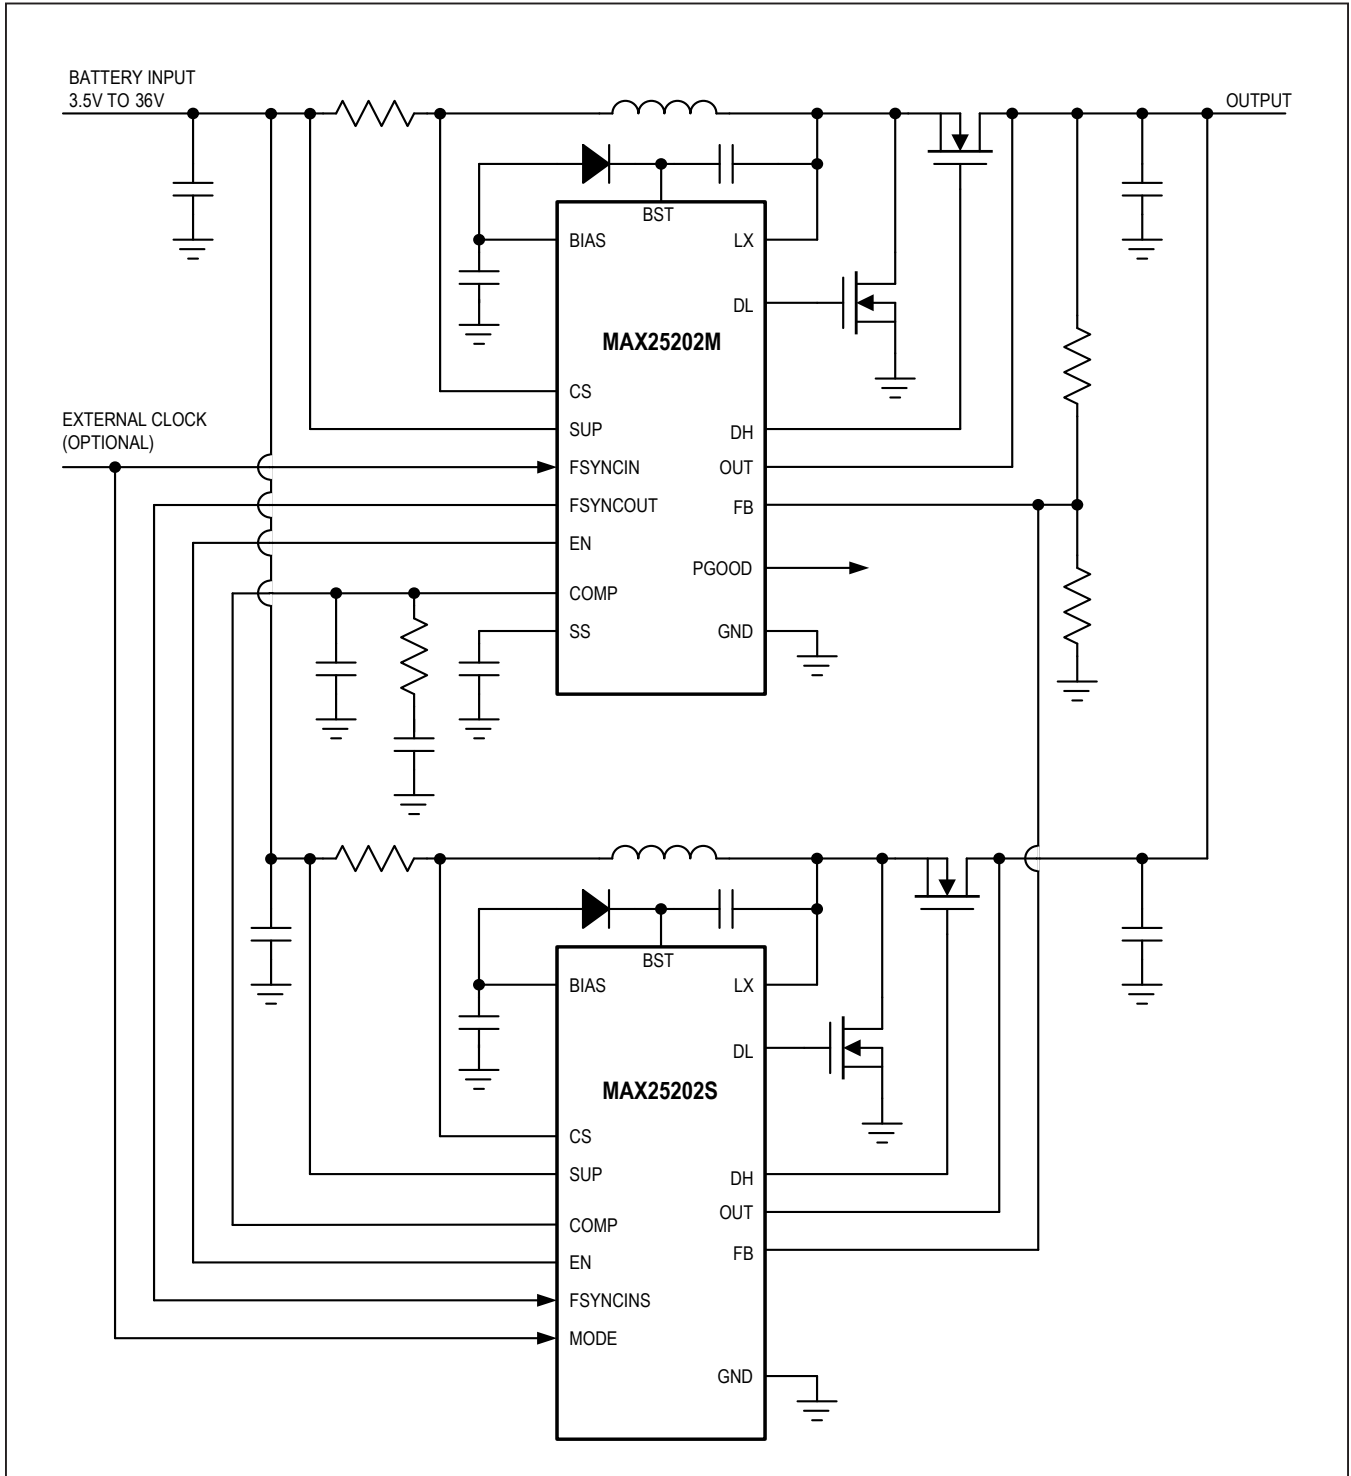 BATTERY INPUT
3.5V TO 36V
OUTPUT
BST
BIAS
LX
DL
MAX25202M
CS
EXTERNAL CLOCK
(OPTIONAL)
SUP
DH
FSYNCIN
OUT
FSYNCOUT
FB
EN
PGOOD
COMP
SS
GND
BST
BIAS
LX
DL
MAX25202S
CS
SUP
DH
OUT
COMP
FB
EN
FSYNCINS
MODE
GND